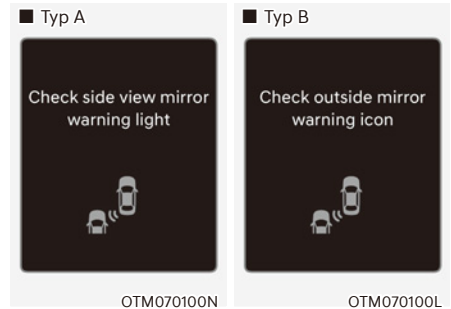 ■ Typ A
Check side view mirror
warning light
OTM070100N
■ Typ B
Check outside mirror
warning icon
OTM070100L